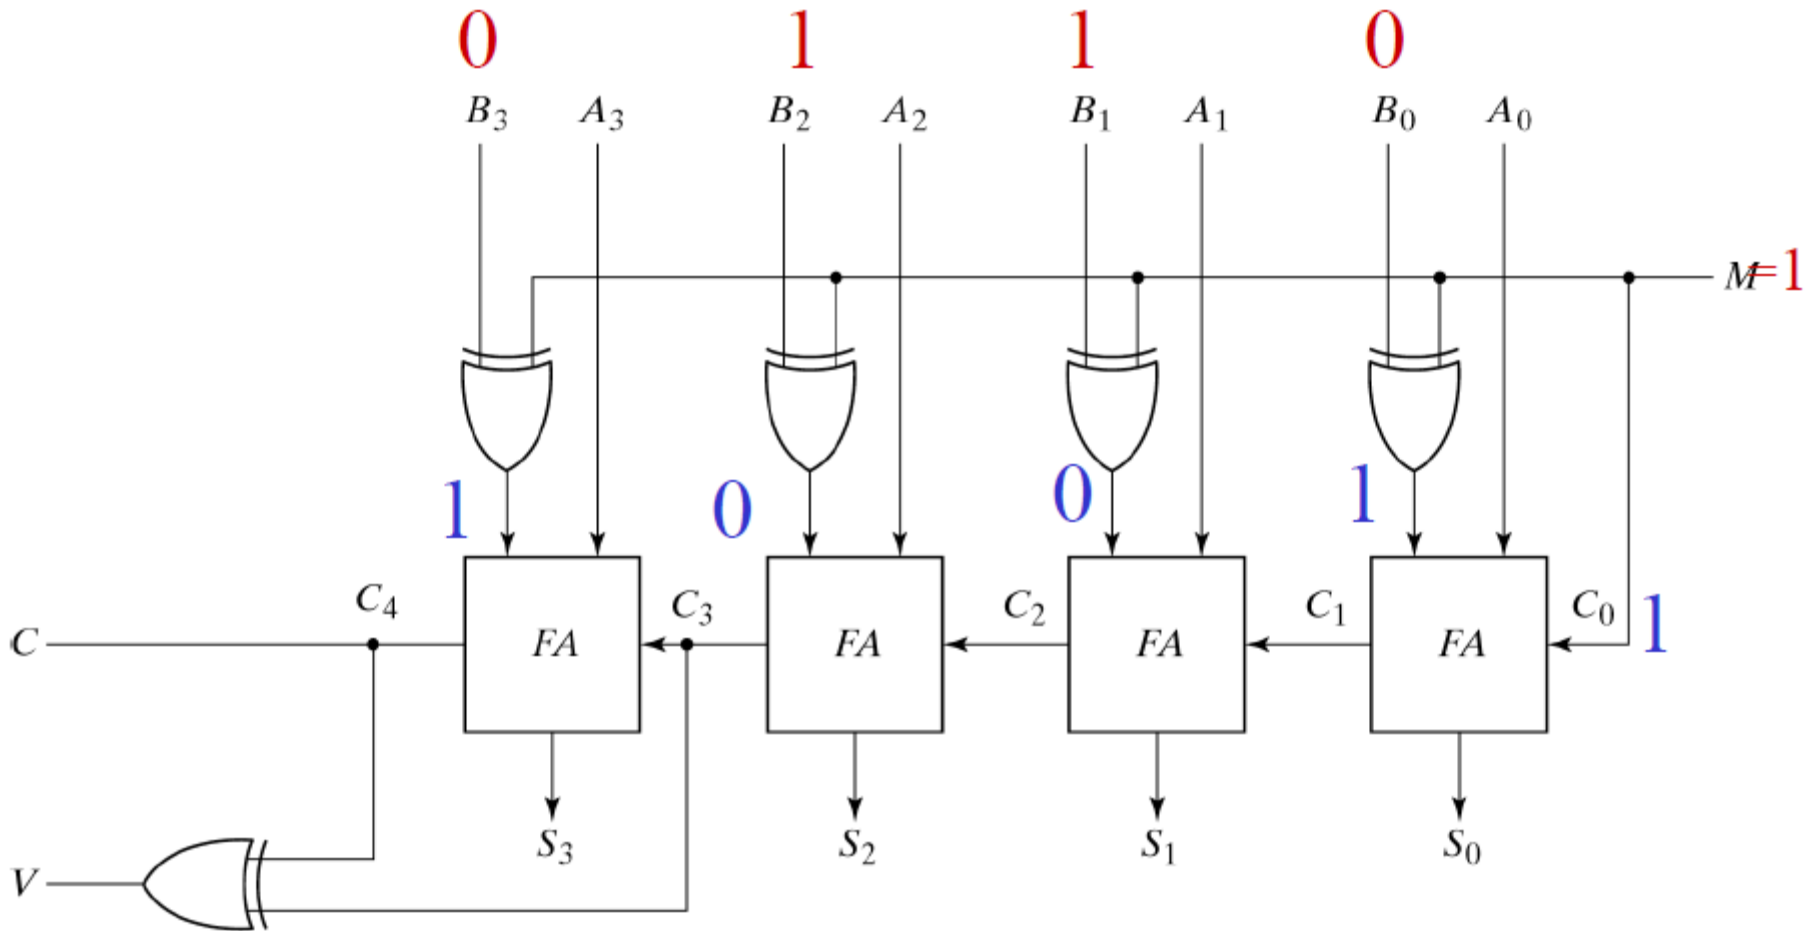 0 1 1 0
B3 A3 B2 A2 B1 A1 B0 A0
M=1
1 0 0 1
C4 C3 C2 C1 C0 1
C FA FA FA FA
S3 S2 S1 S0
V